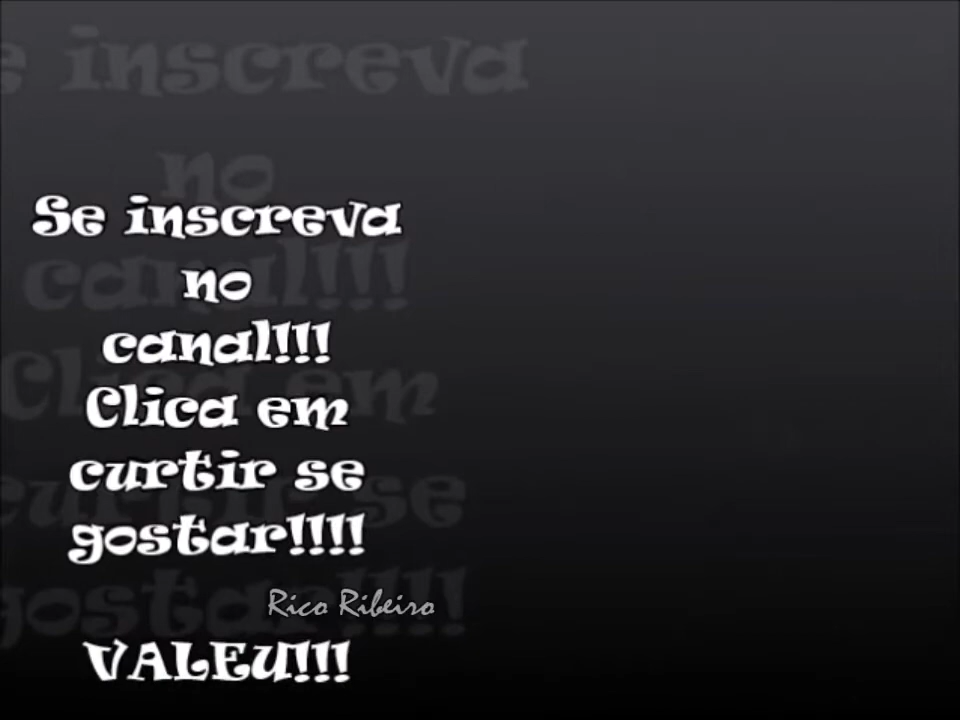 Se inscreva
no
canal!!!
Clica em
curtir se
gostar!!!!
Rico Ribeiro
VALEU!!!